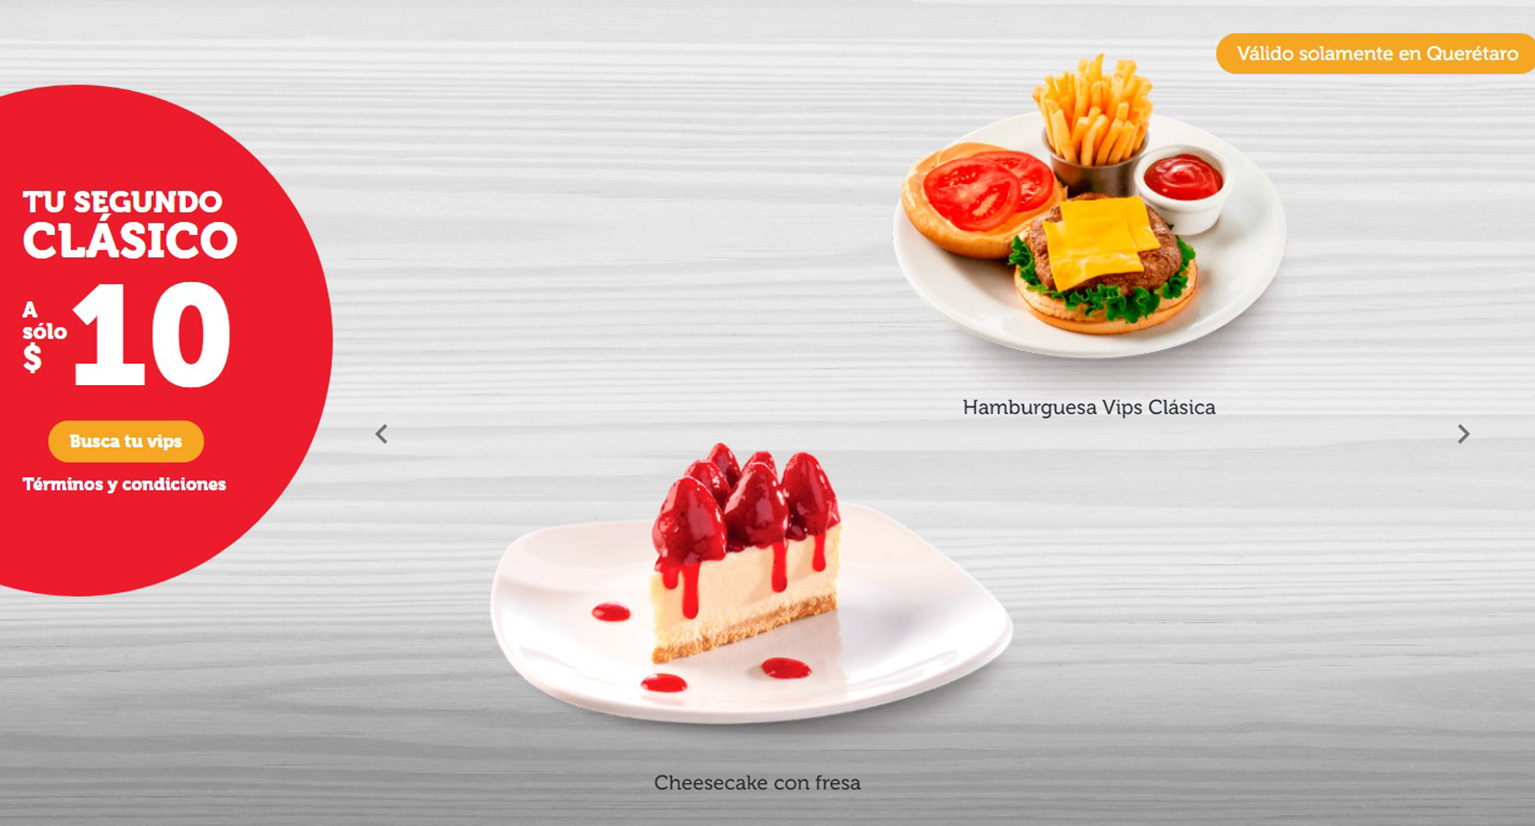 Válido solamente en Querétaro
TU SEGUNDO
CLÁSICO
A
sólo
$10
Busca tu vips
Términos y condiciones
Hamburguesa Vips Clásica
Cheesecake con fresa